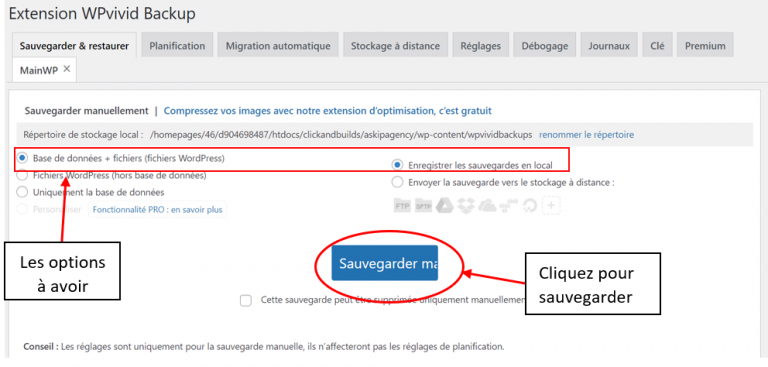 Extension WPvivid Backup
Sauvegarder & restaurer Planification Migration automatique Stockage à distance Réglages Débogage Journaux Clé Premium
MainWP ×
Sauvegarder manuellement | Compressez vos images avec notre extension d'optimisation, c'est gratuit
Répertoire de stockage local : /homepages/46/d904698487/htdocs/clickandbuilds/askipagency/wp-content/wpvividbackups renommer le répertoire
Base de données + fichiers (fichiers WordPress)
Enregistrer les sauvegardes en local
Fichiers WordPress (hors base de données)
Envoyer la sauvegarde vers le stockage à distance :
Uniquement la base de données
Personnaliser Fonctionnalité PRO : en savoir plus
FTP SFTP
Les options
à avoir
Sauvegarder ma
Cliquez pour
sauvegarder
Cette sauvegarde peut être supprimée uniquement manuellement
Conseil : Les réglages sont uniquement pour la sauvegarde manuelle, ils n'affecteront pas les réglages de planification.